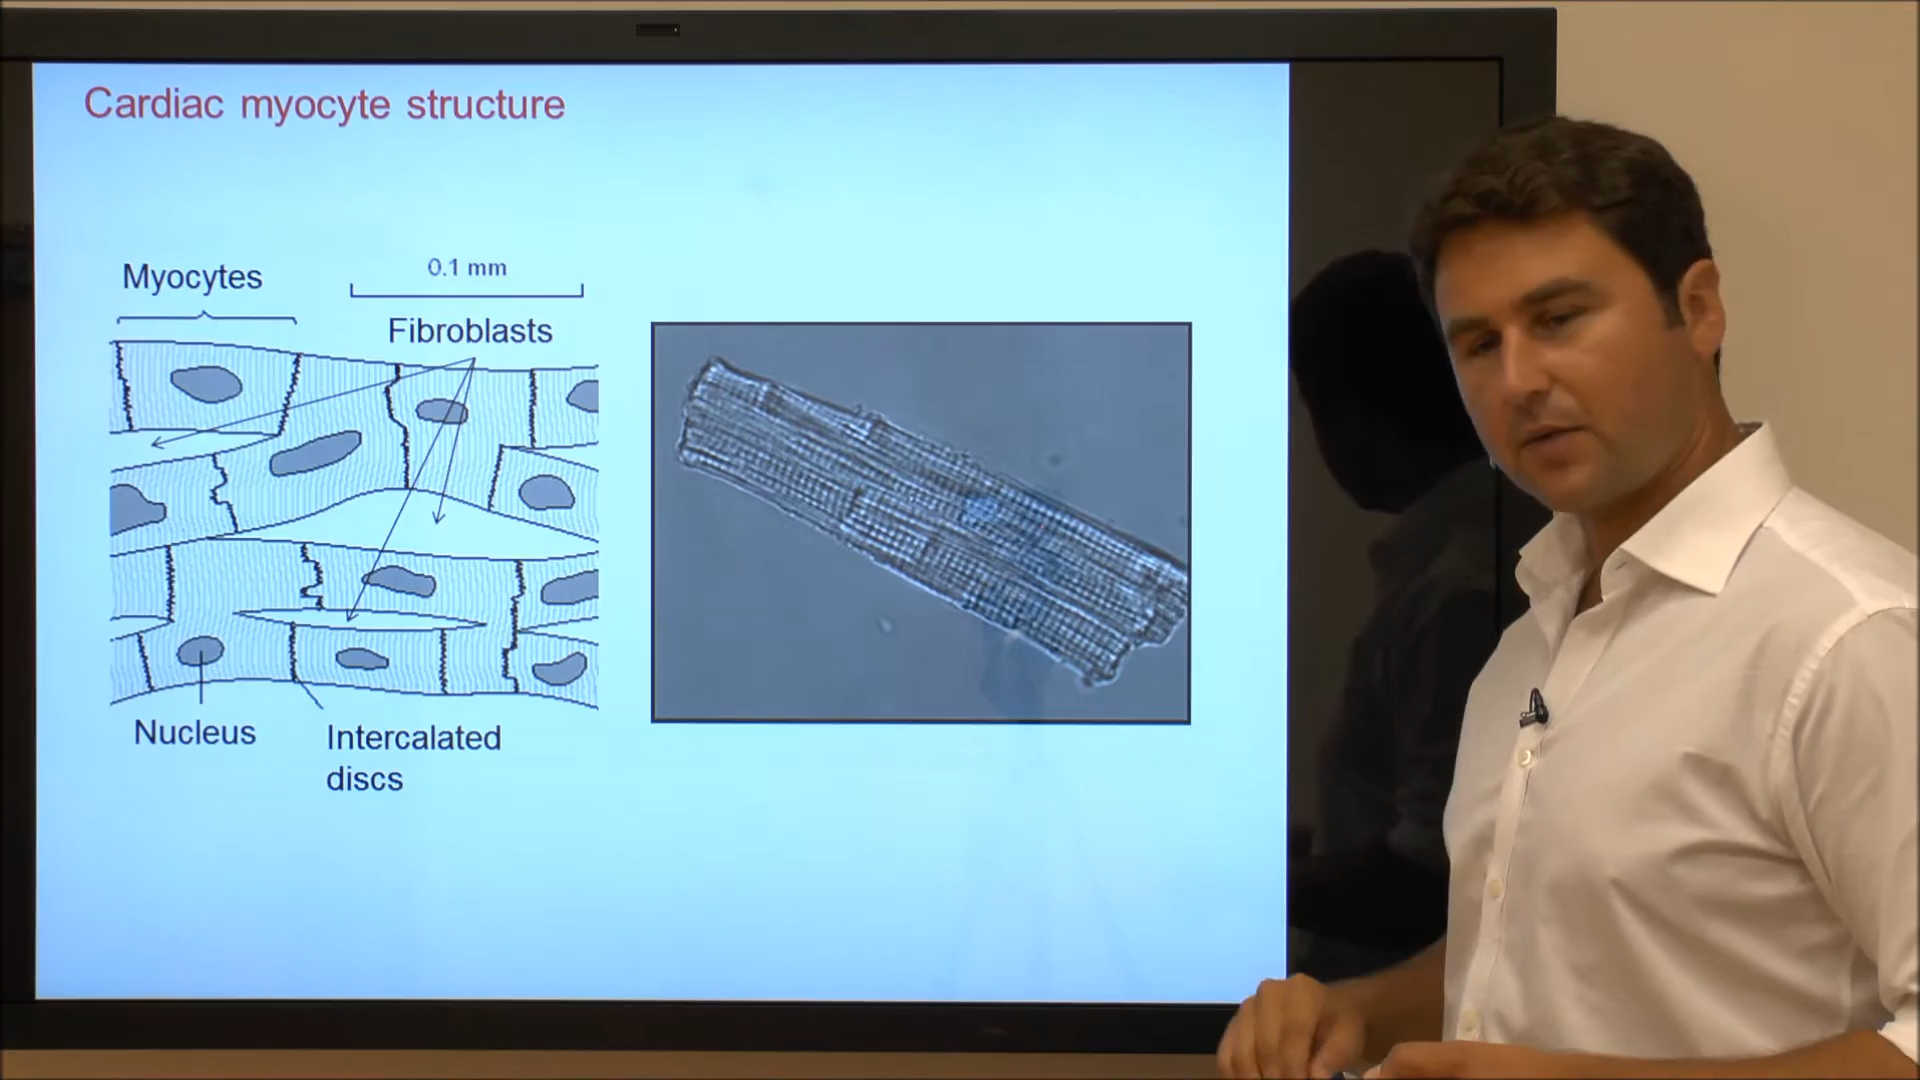 Cardiac myocyte structure
Myocytes
0.1 mm
Fibroblasts
Nucleus
Intercalated
discs